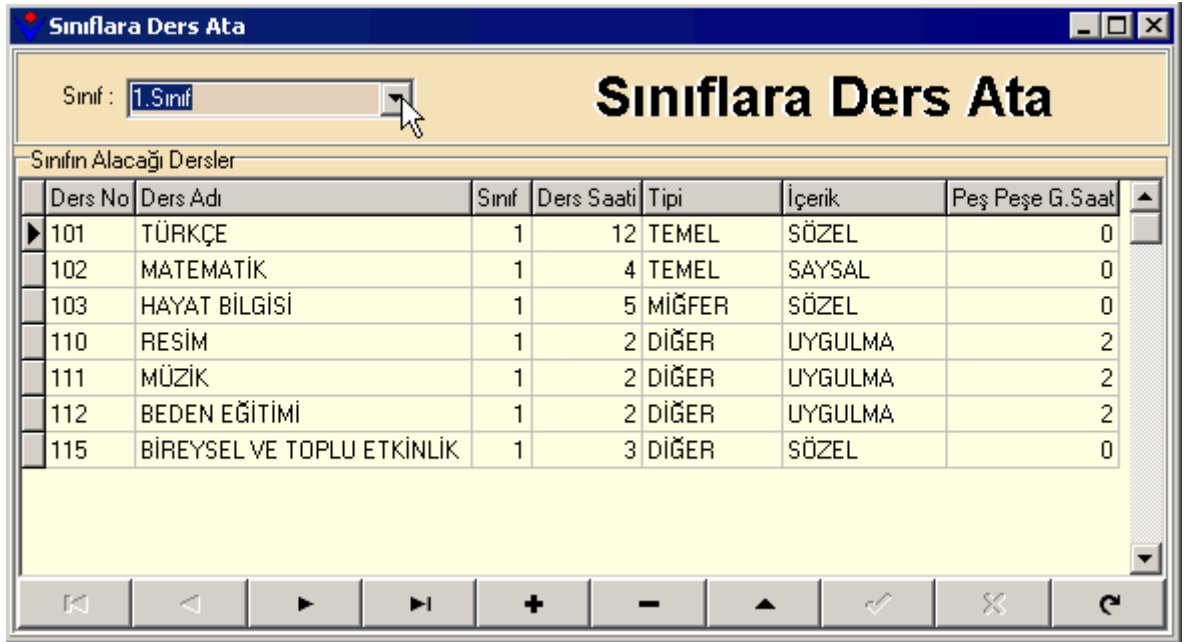 Sınıflara Ders Ata
Sınıf : 1.Sınıf
Sınıflara Ders Ata
Sınıfın Alacağı Dersler
Ders No Ders Adı Sınıf Ders Saati Tipi İçerik Peş Peşe G.Saat
101 TÜRKÇE 1 12 TEMEL SÖZEL 0
102 MATEMATİK 1 4 TEMEL SAYSAL 0
103 HAYAT BİLGİSİ 1 5 MİĞFER SÖZEL 0
110 RESİM 1 2 DİĞER UYGULMA 2
111 MÜZİK 1 2 DİĞER UYGULMA 2
112 BEDEN EĞİTİMİ 1 2 DİĞER UYGULMA 2
115 BİREYSEL VE TOPLU ETKİNLİK 1 3 DİĞER SÖZEL 0